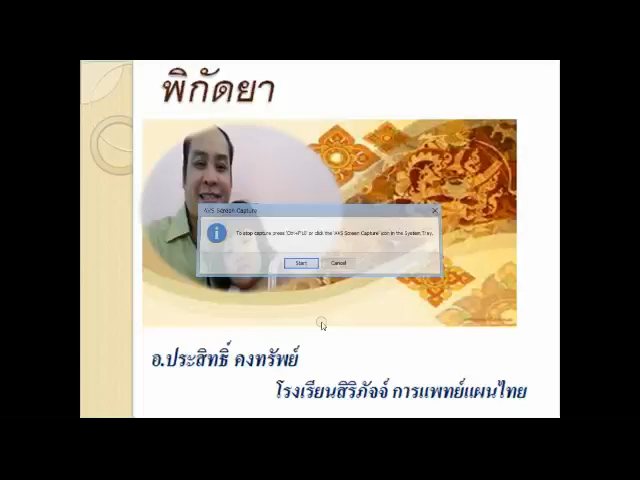 พิกัดยา
AVS Screen Capture
To stop capture press 'Ctrl+F10' or click the 'AVS Screen Capture' icon in the System Tray.
Start
Cancel
อ.ประสิทธิ์ คงทรัพย์
โรงเรียนสิริภัจจ์ การแพทย์แผนไทย